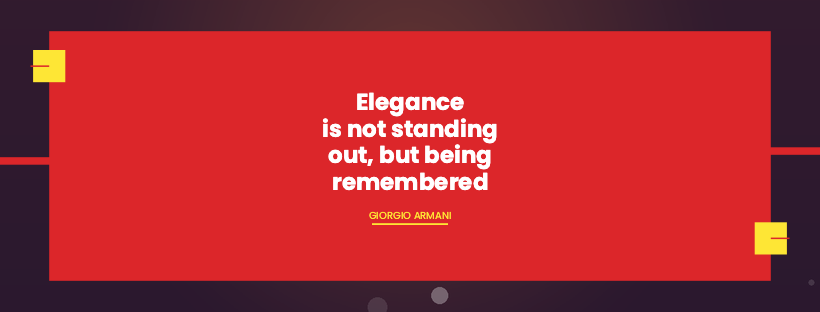 Elegance
is not standing
out, but being
remembered
GIORGIO ARMANI